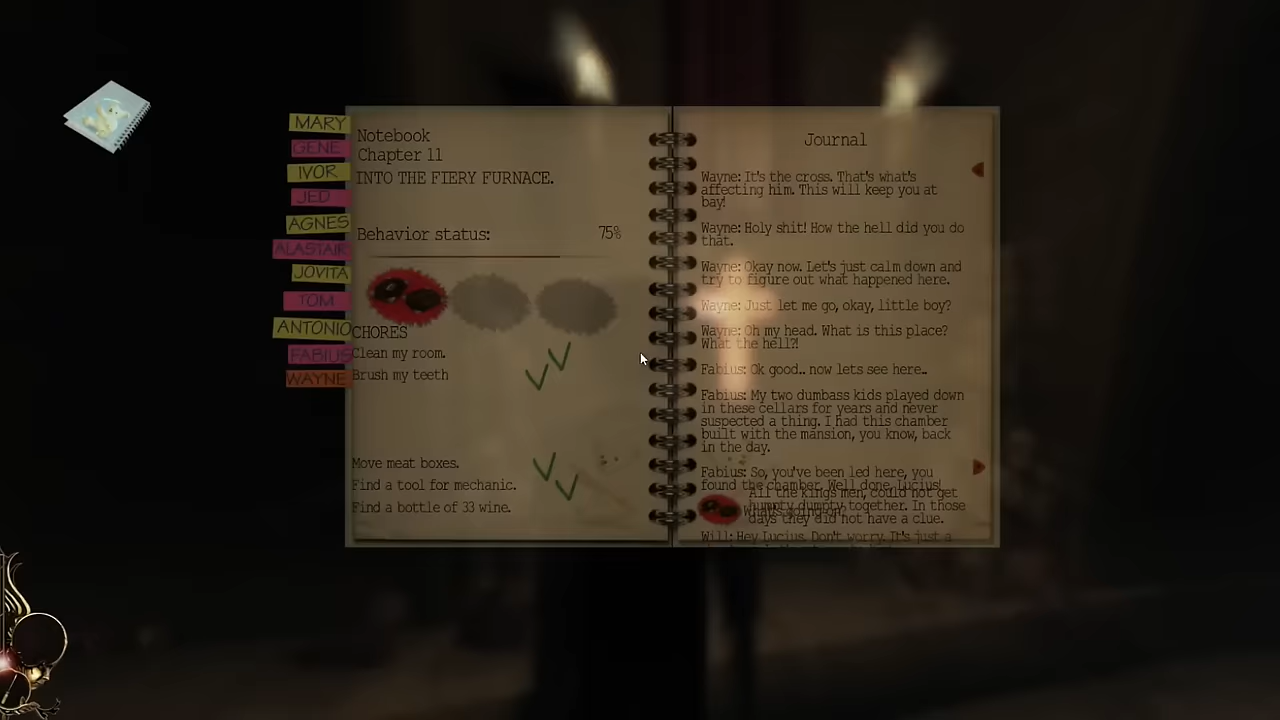 MARY
GENE
IVOR
JED
AGNES
ALASTAIR
JOVITA
TOM
ANTONIO
FABIUS
WAYNE
Notebook
Chapter 11
INTO THE FIERY FURNACE.
Behavior status: 75%
CHORES
Clean my room.
Brush my teeth
Move meat boxes.
Find a tool for mechanic.
Find a bottle of 33 wine.
Journal
Wayne: It's the cross. That's what's
affecting him. This will keep you at
bay!
Wayne: Holy shit! How the hell did you do
that.
Wayne: Okay now. Let's just calm down and
try to figure out what happened here.
Wayne: Just let me go, okay, little boy?
Wayne: Oh my head. What is this place?
What the hell?!
Fabius: Ok good.. now lets see here..
Fabius: My two dumbass kids played down
in these cellars for years and never
suspected a thing. I had this chamber
built with the mansion, you know, back
in the day.
Fabius: So, you've been led here, you
found the chamber. Well done, Lucius!
All the kings men, could not get
humpty dumpty together. In those
days they did not have a clue.
Will: Hey Lucius. Don't worry. It's just a